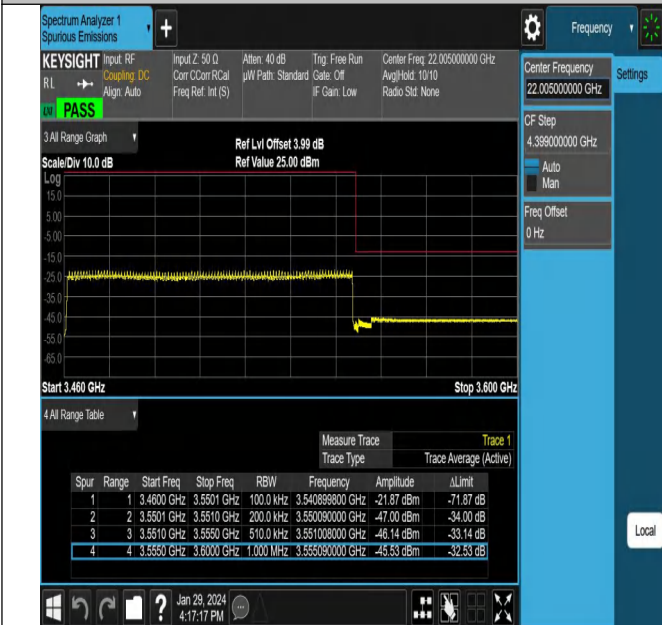 Spectrum Analyzer 1
Spurious Emissions
+
Frequency
KEYSIGHT Input: RF Input Z: 50 Ω Atten: 40 dB Trig: Free Run Center Freq: 22.005000000 GHz
RL Coupling: DC Corr CCorr RCal µW Path: Standard Gate: Off Avg|Hold: 10/10
Align: Auto Freq Ref: Int (S) IF Gain: Low Radio Std: None
LNI PASS
Center Frequency
22.005000000 GHz
Settings
CF Step
4.399000000 GHz
Auto
Man
Freq Offset
0 Hz
3 All Range Graph
Ref Lvl Offset 3.99 dB
Scale/Div 10.0 dB Ref Value 25.00 dBm
Log
15.0
5.00
-5.00
-15.0
-25.0
-35.0
-45.0
-55.0
-65.0
Start 3.460 GHz Stop 3.600 GHz
4 All Range Table
Measure Trace Trace 1
Trace Type Trace Average (Active)
Spur Range Start Freq Stop Freq RBW Frequency Amplitude ΔLimit
1 1 3.4600 GHz 3.5501 GHz 100.0 kHz 3.540899800 GHz -21.87 dBm -71.87 dB
2 2 3.5501 GHz 3.5510 GHz 200.0 kHz 3.550090000 GHz -47.00 dBm -34.00 dB
3 3 3.5510 GHz 3.5550 GHz 510.0 kHz 3.551008000 GHz -46.14 dBm -33.14 dB
4 4 3.5550 GHz 3.6000 GHz 1.000 MHz 3.555090000 GHz -45.53 dBm -32.53 dB
Local
? Jan 29, 2024
4:17:17 PM